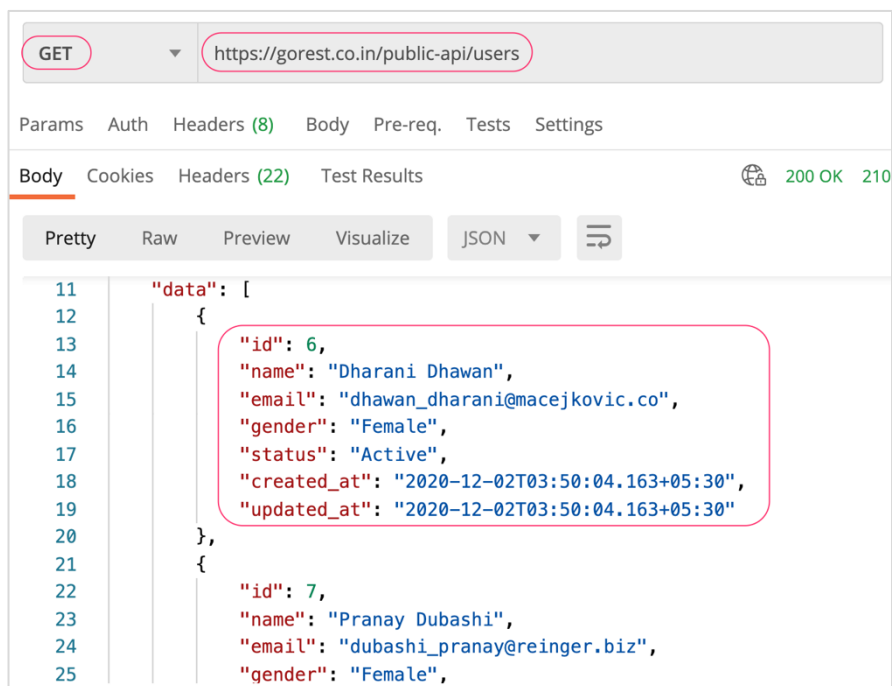 GET https://gorest.co.in/public-api/users
Params Auth Headers (8) Body Pre-req. Tests Settings
Body Cookies Headers (22) Test Results 200 OK 210
Pretty Raw Preview Visualize JSON
11 "data": [
12 {
13 "id": 6,
14 "name": "Dharani Dhawan",
15 "email": "dhawan_dharani@macejkovic.co",
16 "gender": "Female",
17 "status": "Active",
18 "created_at": "2020-12-02T03:50:04.163+05:30",
19 "updated_at": "2020-12-02T03:50:04.163+05:30"
20 },
21 {
22 "id": 7,
23 "name": "Pranay Dubashi",
24 "email": "dubashi_pranay@reinger.biz",
25 "gender": "Female",